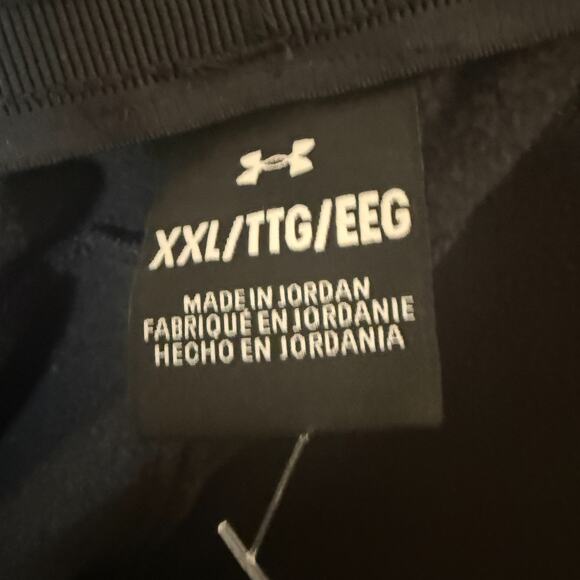 XXL/TTG/EEG
MADE IN JORDAN
FABRIQUÉ EN JORDANIE
HECHO EN JORDANIA